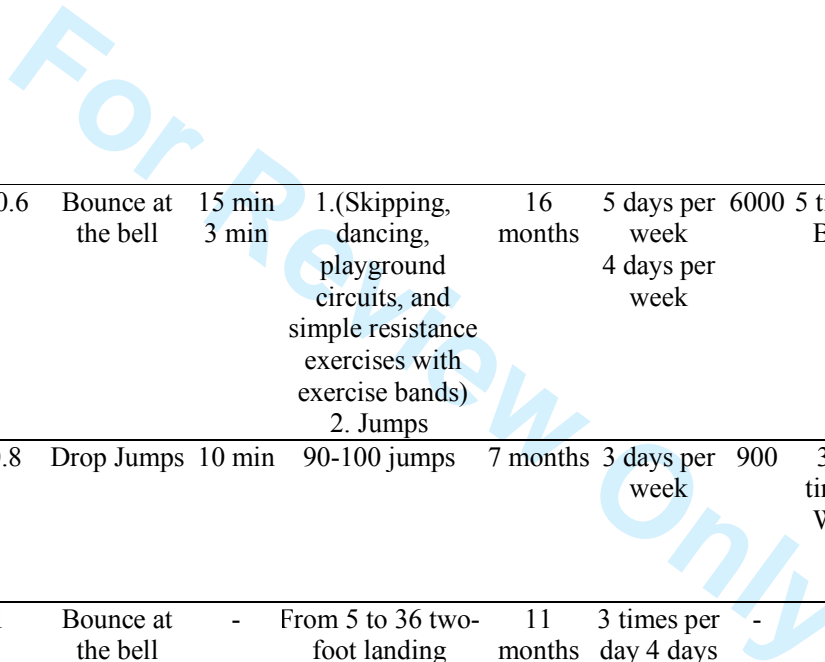 For Review Only
0.6 Bounce at 15 min 1.(Skipping, 16 5 days per 6000 5
the bell 3 min dancing, months week
playground 4 days per
circuits, and week
simple resistance
exercises with
exercise bands)
2. Jumps
.8 Drop Jumps 10 min 90-100 jumps 7 months 3 days per 900 3
week
Bounce at - From 5 to 36 two- 11 3 times per -
the bell foot landing months day 4 days